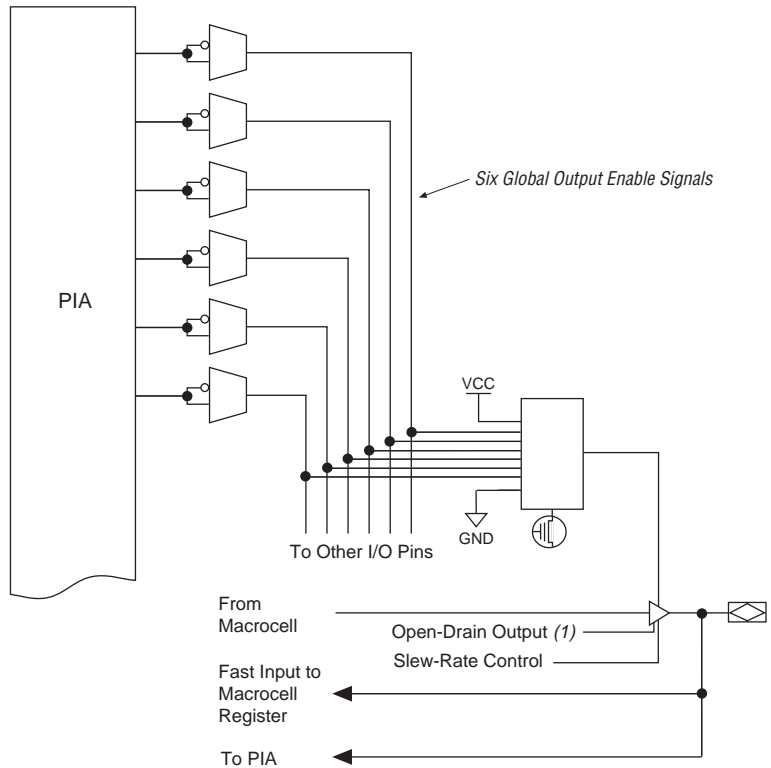 Six Global Output Enable Signals
PIA
VCC
GND
To Other I/O Pins
From
Macrocell
Open-Drain Output (1)
Slew-Rate Control
Fast Input to
Macrocell
Register
To PIA